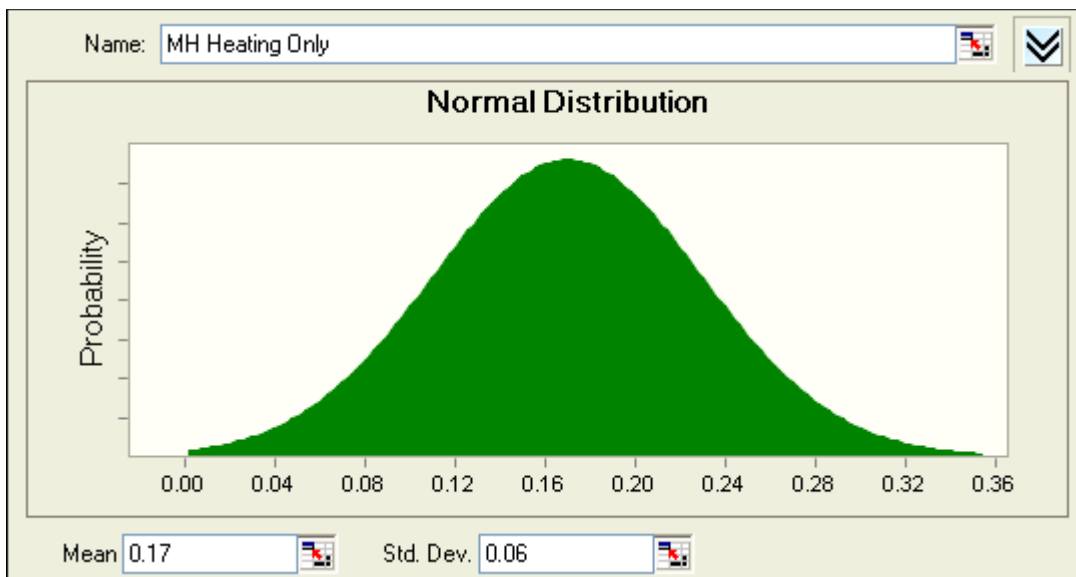 Name: MH Heating Only
Normal Distribution
Probability
0.00 0.04 0.08 0.12 0.16 0.20 0.24 0.28 0.32 0.36
Mean 0.17 Std. Dev. 0.06